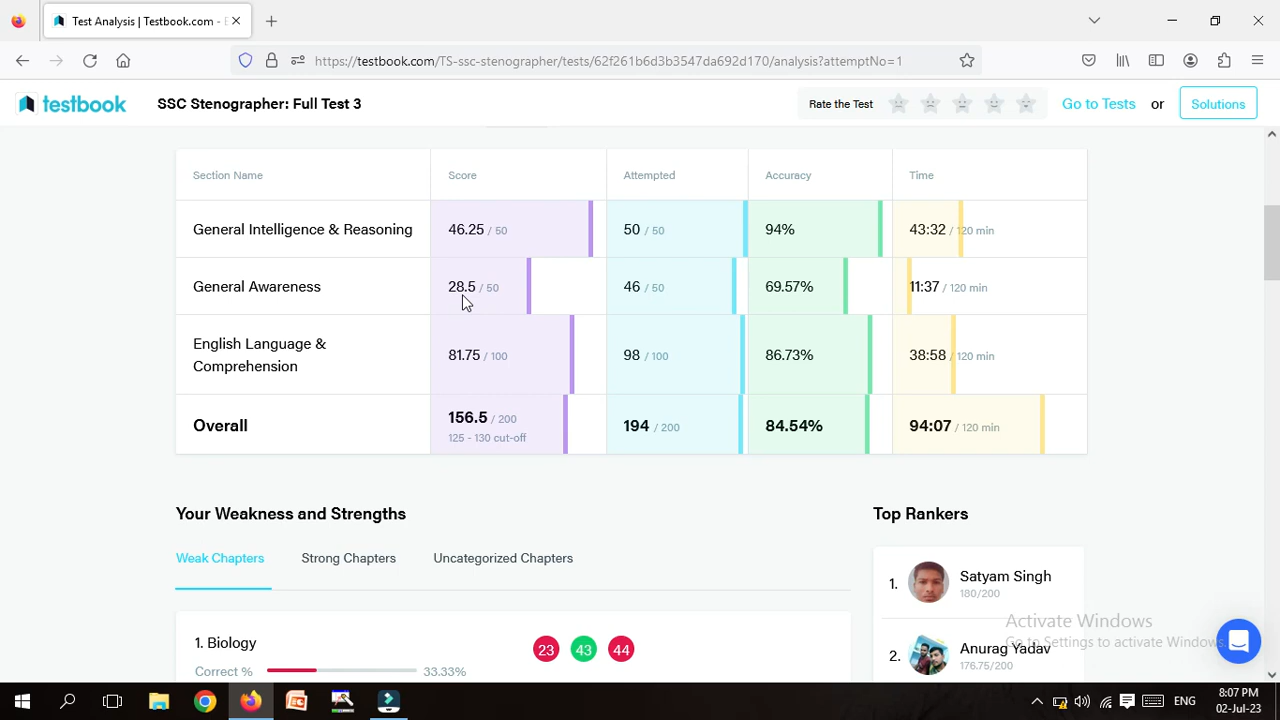 Test Analysis | Testbook.com - E
https://testbook.com/TS-ssc-stenographer/tests/62f261b6d3b3547da692d170/analysis?attemptNo=1
testbook SSC Stenographer: Full Test 3 Rate the Test Go to Tests or Solutions
Section Name Score Attempted Accuracy Time
General Intelligence & Reasoning 46.25 / 50 50 / 50 94% 43:32 / 120 min
General Awareness 28.5 / 50 46 / 50 69.57% 11:37 / 120 min
English Language &
Comprehension 81.75 / 100 98 / 100 86.73% 38:58 / 120 min
Overall 156.5 / 200 194 / 200 84.54% 94:07 / 120 min
125 - 130 cut-off
Your Weakness and Strengths Top Rankers
Weak Chapters Strong Chapters Uncategorized Chapters
1. Satyam Singh
180/200
1. Biology 23 43 44
Correct % 33.33%
2. Anurag Yadav
176.75/200
Activate Windows
Go to Settings to activate Windows.
ENG 8:07 PM
02-Jul-23